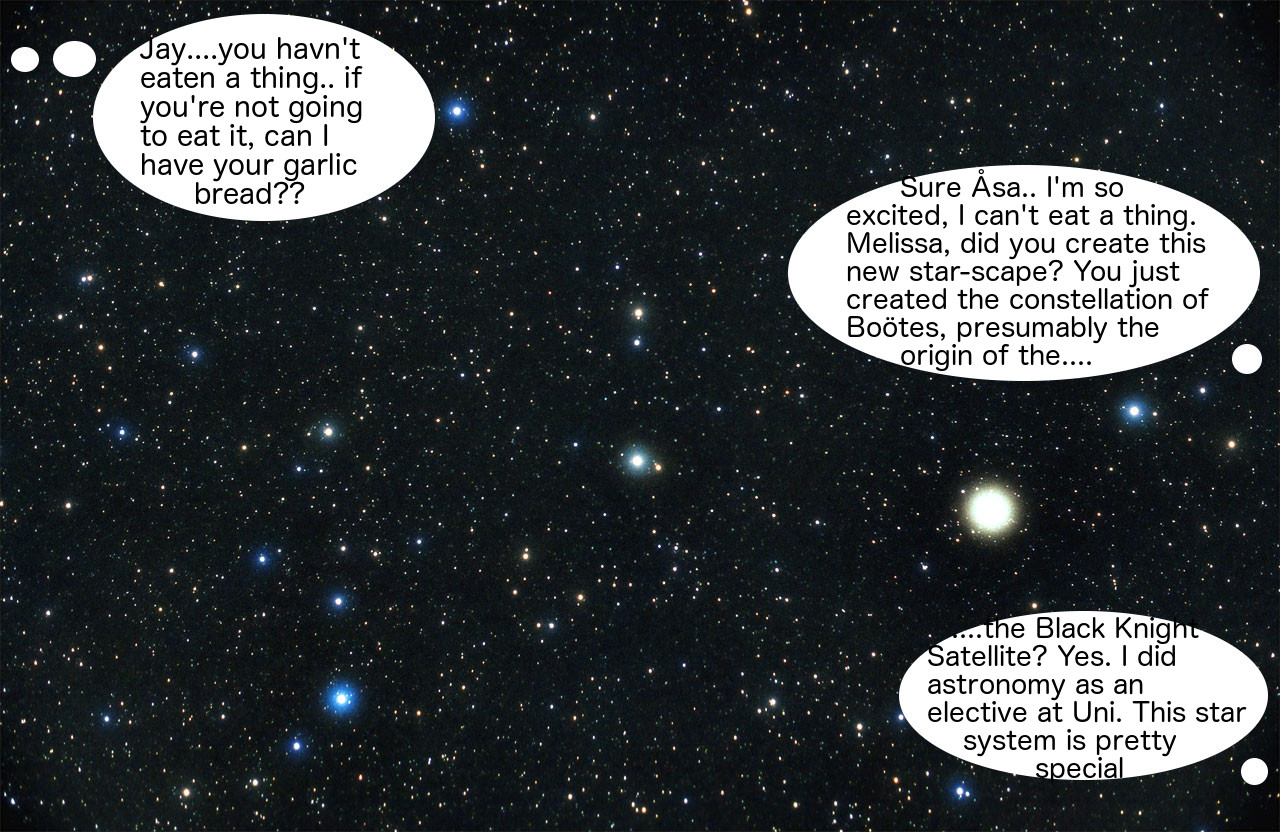 Jay....you havn't
eaten a thing.. if
you're not going
to eat it, can I
have your garlic
bread??
Sure Åsa.. I'm so
excited, I can't eat a thing.
Melissa, did you create this
new star-scape? You just
created the constellation of
Boötes, presumably the
origin of the....
....the Black Knight
Satellite? Yes. I did
astronomy as an
elective at Uni. This star
system is pretty
special